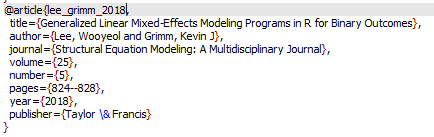 @article{lee_grimm_2018,
title={Generalized Linear Mixed-Effects Modeling Programs in R for Binary Outcomes},
author={Lee, Wooyeol and Grimm, Kevin J},
journal={Structural Equation Modeling: A Multidisciplinary Journal},
volume={25},
number={5},
pages={824--828},
year={2018},
publisher={Taylor \& Francis}
}